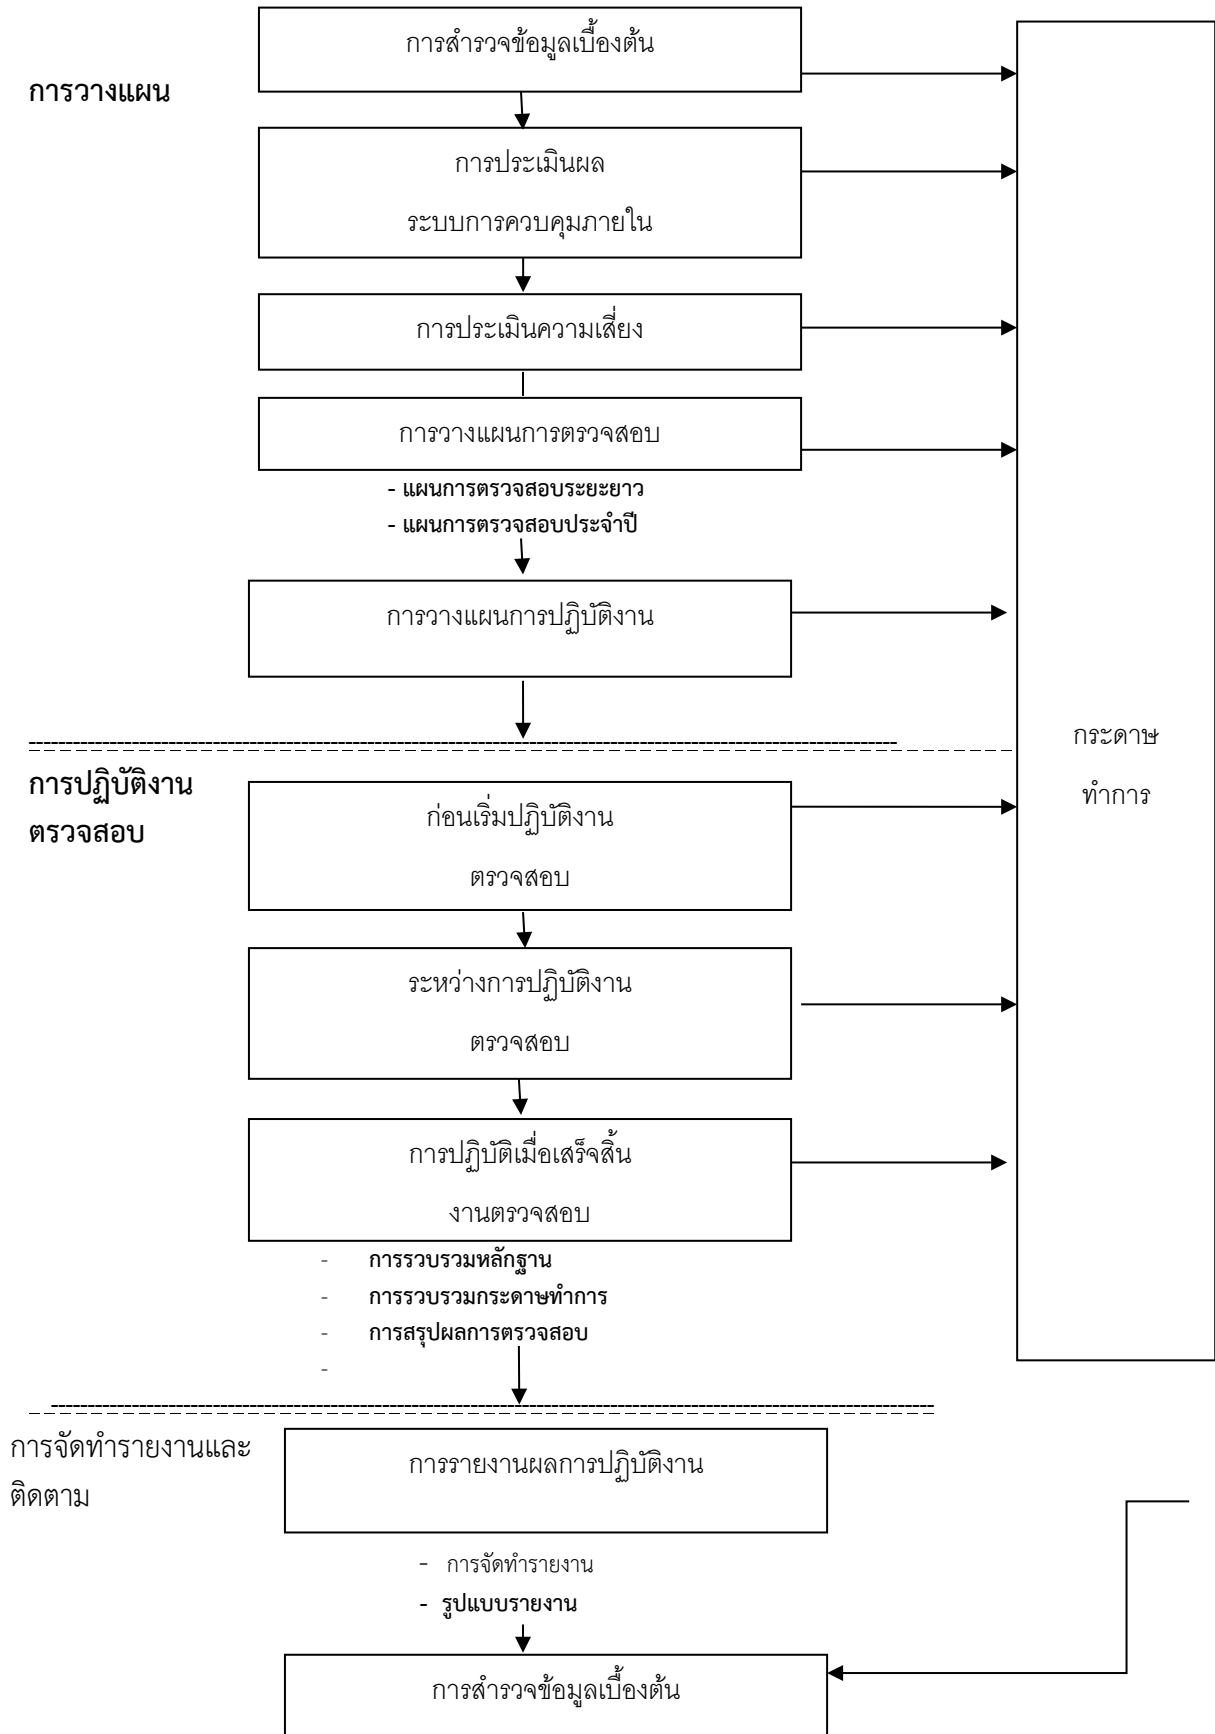 การสำรวจข้อมูลเบื้องต้น
การวางแผน
การประเมินผล
ระบบการควบคุมภายใน
การประเมินความเสี่ยง
การวางแผนการตรวจสอบ
- แผนการตรวจสอบระยะยาว
- แผนการตรวจสอบประจำปี
การวางแผนการปฏิบัติงาน
กระดาษ
ทำการ
การปฏิบัติงาน
ตรวจสอบ
ก่อนเริ่มปฏิบัติงาน
ตรวจสอบ
ระหว่างการปฏิบัติงาน
ตรวจสอบ
การปฏิบัติเมื่อเสร็จสิ้น
งานตรวจสอบ
- การรวบรวมหลักฐาน
- การรวบรวมกระดาษทำการ
- การสรุปผลการตรวจสอบ
-
การจัดทำรายงานและ
ติดตาม
การรายงานผลการปฏิบัติงาน
- การจัดทำรายงาน
- รูปแบบรายงาน
การสำรวจข้อมูลเบื้องต้น